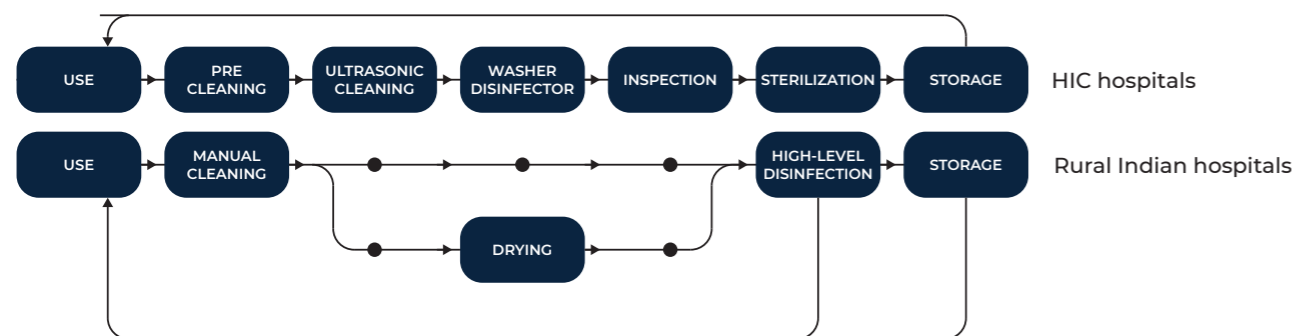 USE
PRE
CLEANING
ULTRASONIC
CLEANING
WASHER
DISINFECTOR
INSPECTION
STERILIZATION
STORAGE
HIC hospitals
USE
MANUAL
CLEANING
HIGH-LEVEL
DISINFECTION
STORAGE
Rural Indian hospitals
DRYING